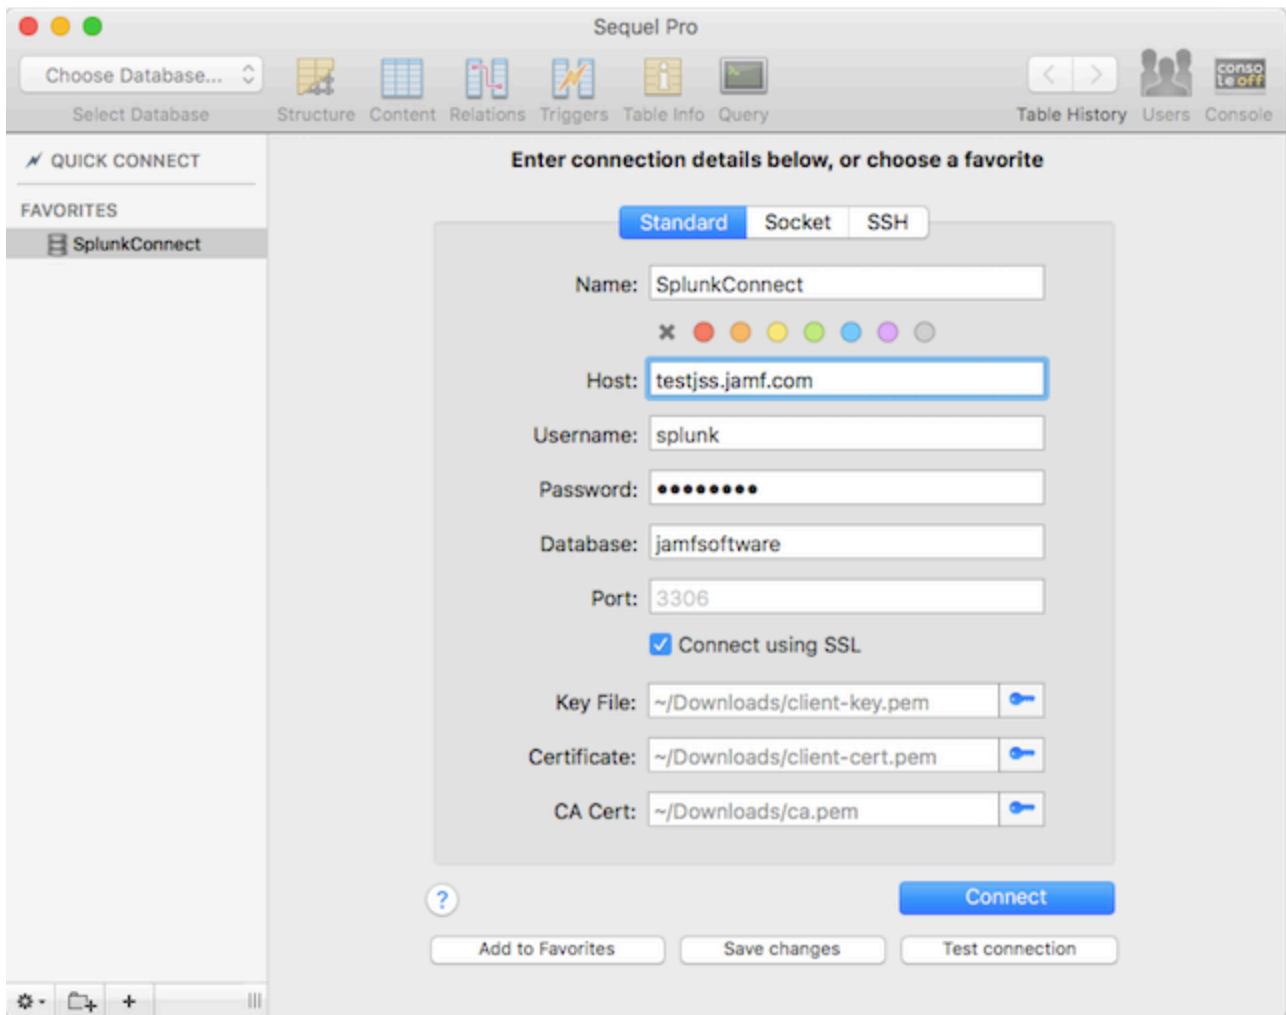 Sequel Pro
Choose Database...
Select Database
Structure Content Relations Triggers Table Info Query
conso
le off
Table History Users Console
QUICK CONNECT
FAVORITES
SplunkConnect
Enter connection details below, or choose a favorite
Standard Socket SSH
Name: SplunkConnect
Host: testjss.jamf.com
Username: splunk
Password: ••••••••
Database: jamfsoftware
Port: 3306
Connect using SSL
Key File: ~/Downloads/client-key.pem
Certificate: ~/Downloads/client-cert.pem
CA Cert: ~/Downloads/ca.pem
? Connect
Add to Favorites Save changes Test connection